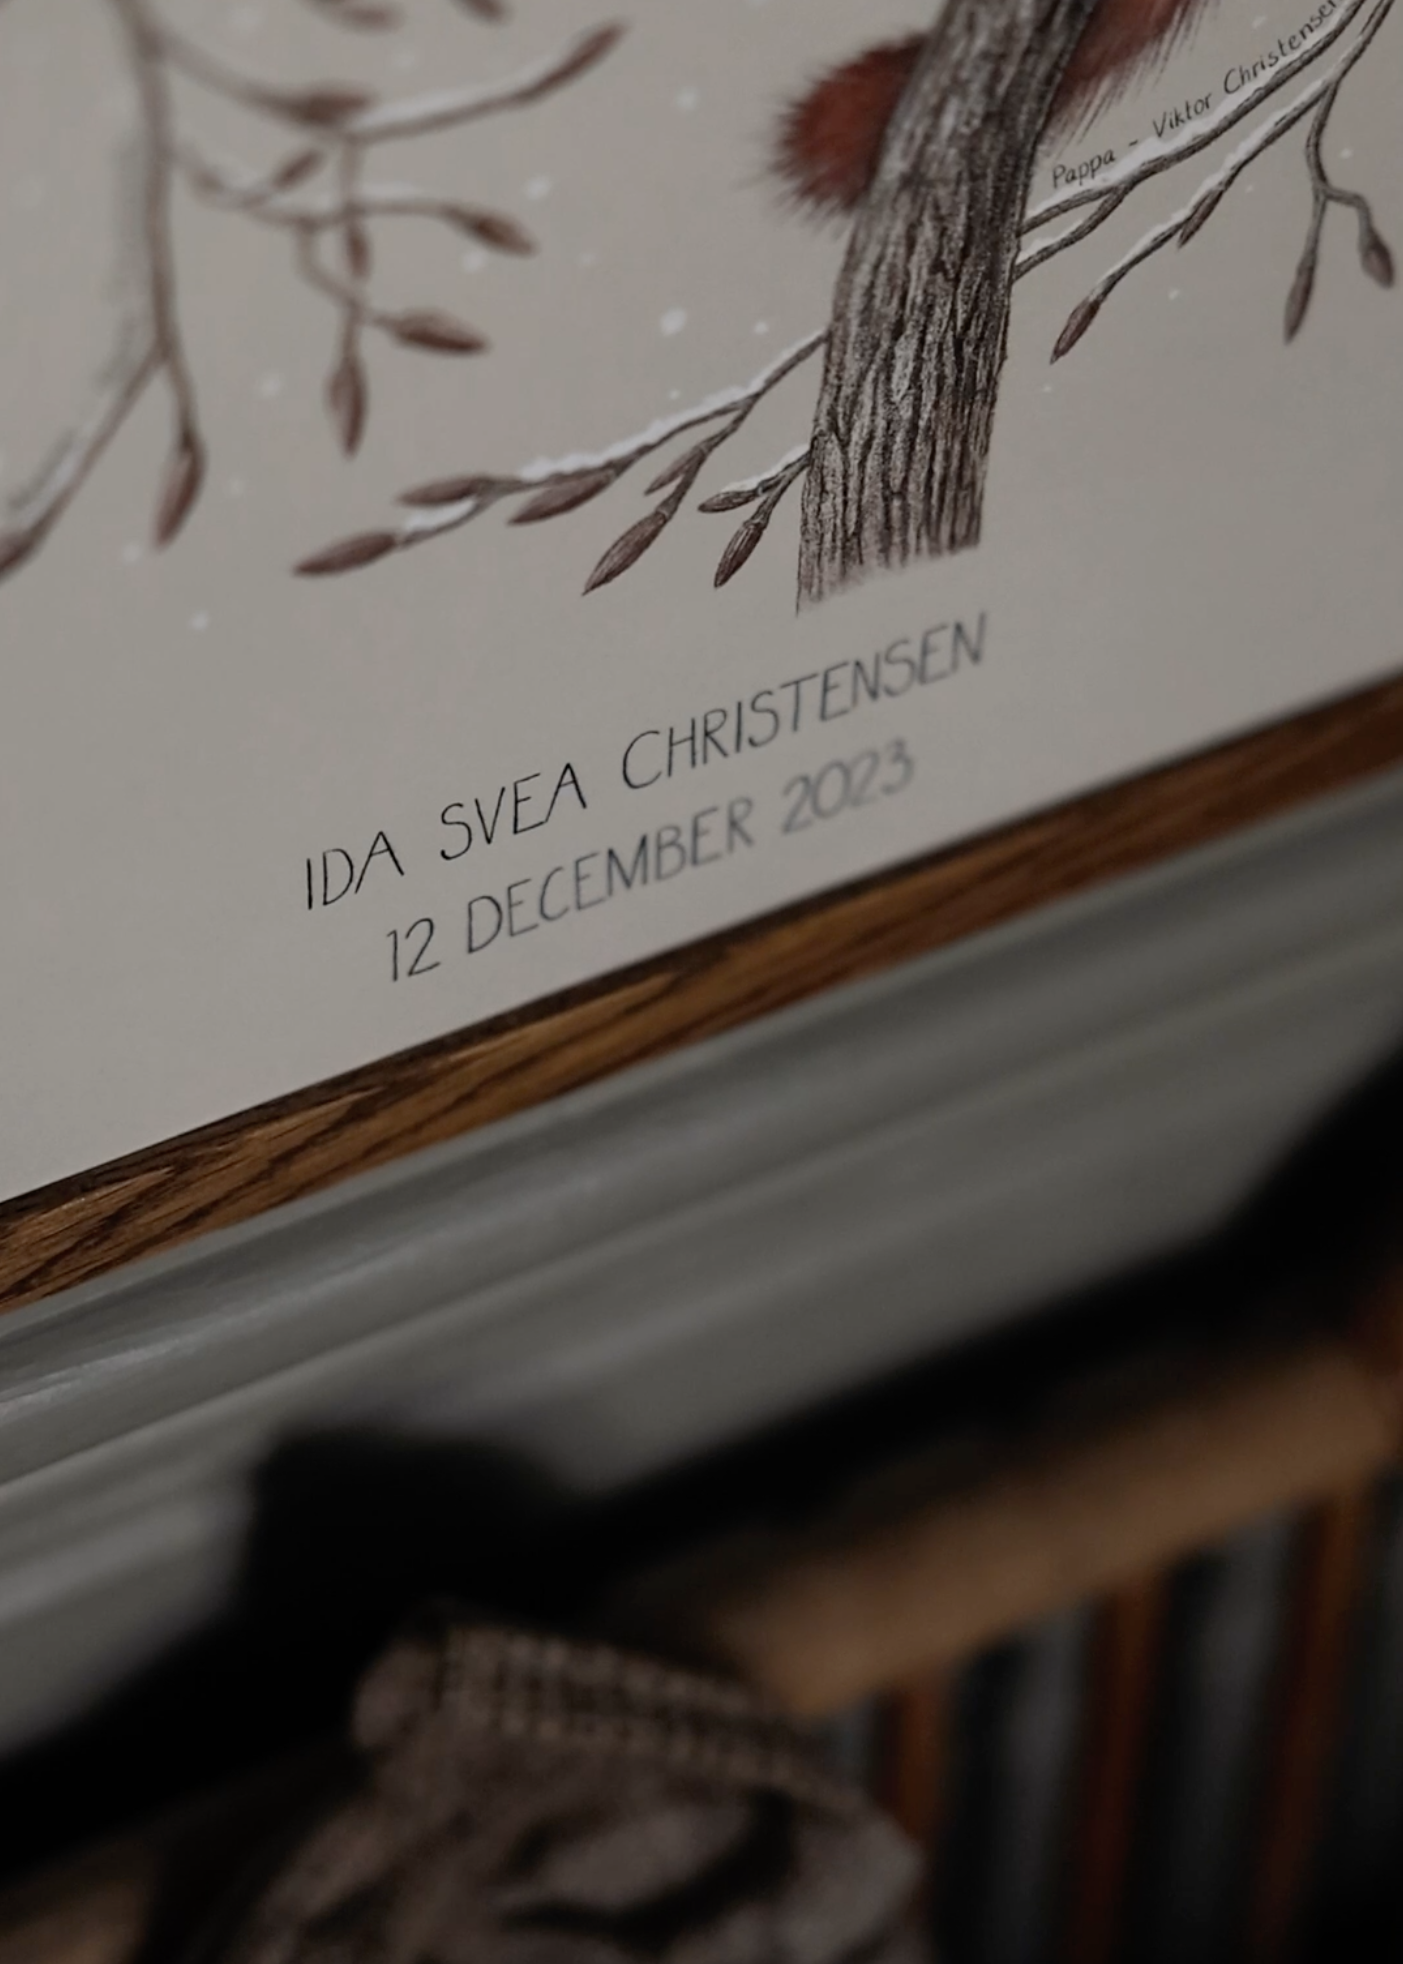 Pappa - Viktor Christensen
IDA SVEA CHRISTENSEN
12 DECEMBER 2023